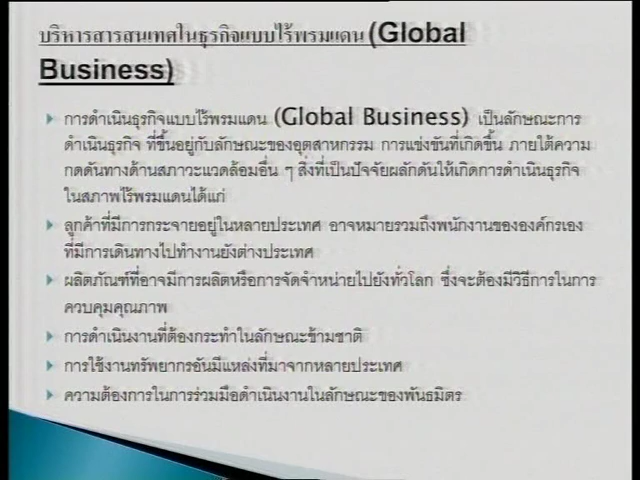 บริหารสารสนเทศในธุรกิจแบบไร้พรมแดน (Global
Business)
การดำเนินธุรกิจแบบไร้พรมแดน (Global Business) เป็นลักษณะการ
ดำเนินธุรกิจ ที่ขึ้นอยู่กับลักษณะของอุตสาหกรรม การแข่งขันที่เกิดขึ้น ภายใต้ความ
กดดันทางด้านสภาวะแวดล้อมอื่น ๆ สิ่งที่เป็นปัจจัยผลักดันให้เกิดการดำเนินธุรกิจ
ในสภาพไร้พรมแดนได้แก่
ลูกค้าที่มีการกระจายอยู่ในหลายประเทศ อาจหมายรวมถึงพนักงานขององค์กรเอง
ที่มีการเดินทางไปทำงานยังต่างประเทศ
ผลิตภัณฑ์ที่อาจมีการผลิตหรือการจัดจำหน่ายไปยังทั่วโลก ซึ่งจะต้องมีวิธีการในการ
ควบคุมคุณภาพ
การดำเนินงานที่ต้องกระทำในลักษณะข้ามชาติ
การใช้งานทรัพยากรอันมีแหล่งที่มาจากหลายประเทศ
ความต้องการในการร่วมมือดำเนินงานในลักษณะของพันธมิตร